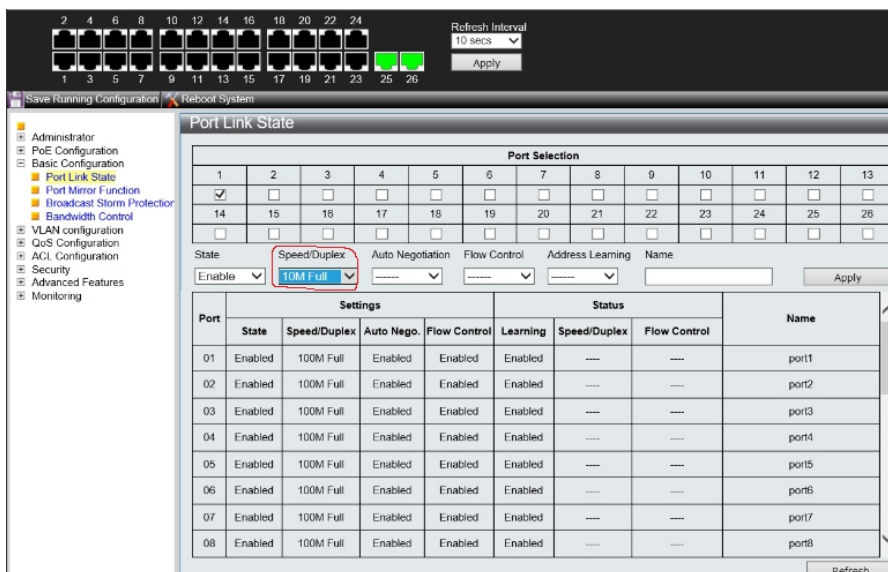 2 4 6 8 10 12 14 16 18 20 22 24
Refresh Interval
10 secs
Apply
1 3 5 7 9 11 13 15 17 19 21 23 25 26
Save Running Configuration Reboot System
Administrator
PoE Configuration
Basic Configuration
Port Link State
Port Mirror Function
Broadcast Storm Protection
Bandwidth Control
VLAN configuration
QoS Configuration
ACL Configuration
Security
Advanced Features
Monitoring
Port Link State
Port Selection
1 2 3 4 5 6 7 8 9 10 11 12 13
14 15 16 17 18 19 20 21 22 23 24 25 26
State Speed/Duplex Auto Negotiation Flow Control Address Learning Name
Enable 10M Full ------ ------ ------ Apply
Port Settings Status Name
State Speed/Duplex Auto Nego. Flow Control Learning Speed/Duplex Flow Control
01 Enabled 100M Full Enabled Enabled Enabled ---- ---- port1
02 Enabled 100M Full Enabled Enabled Enabled ---- ---- port2
03 Enabled 100M Full Enabled Enabled Enabled ---- ---- port3
04 Enabled 100M Full Enabled Enabled Enabled ---- ---- port4
05 Enabled 100M Full Enabled Enabled Enabled ---- ---- port5
06 Enabled 100M Full Enabled Enabled Enabled ---- ---- port6
07 Enabled 100M Full Enabled Enabled Enabled ---- ---- port7
08 Enabled 100M Full Enabled Enabled Enabled ---- ---- port8
Refresh